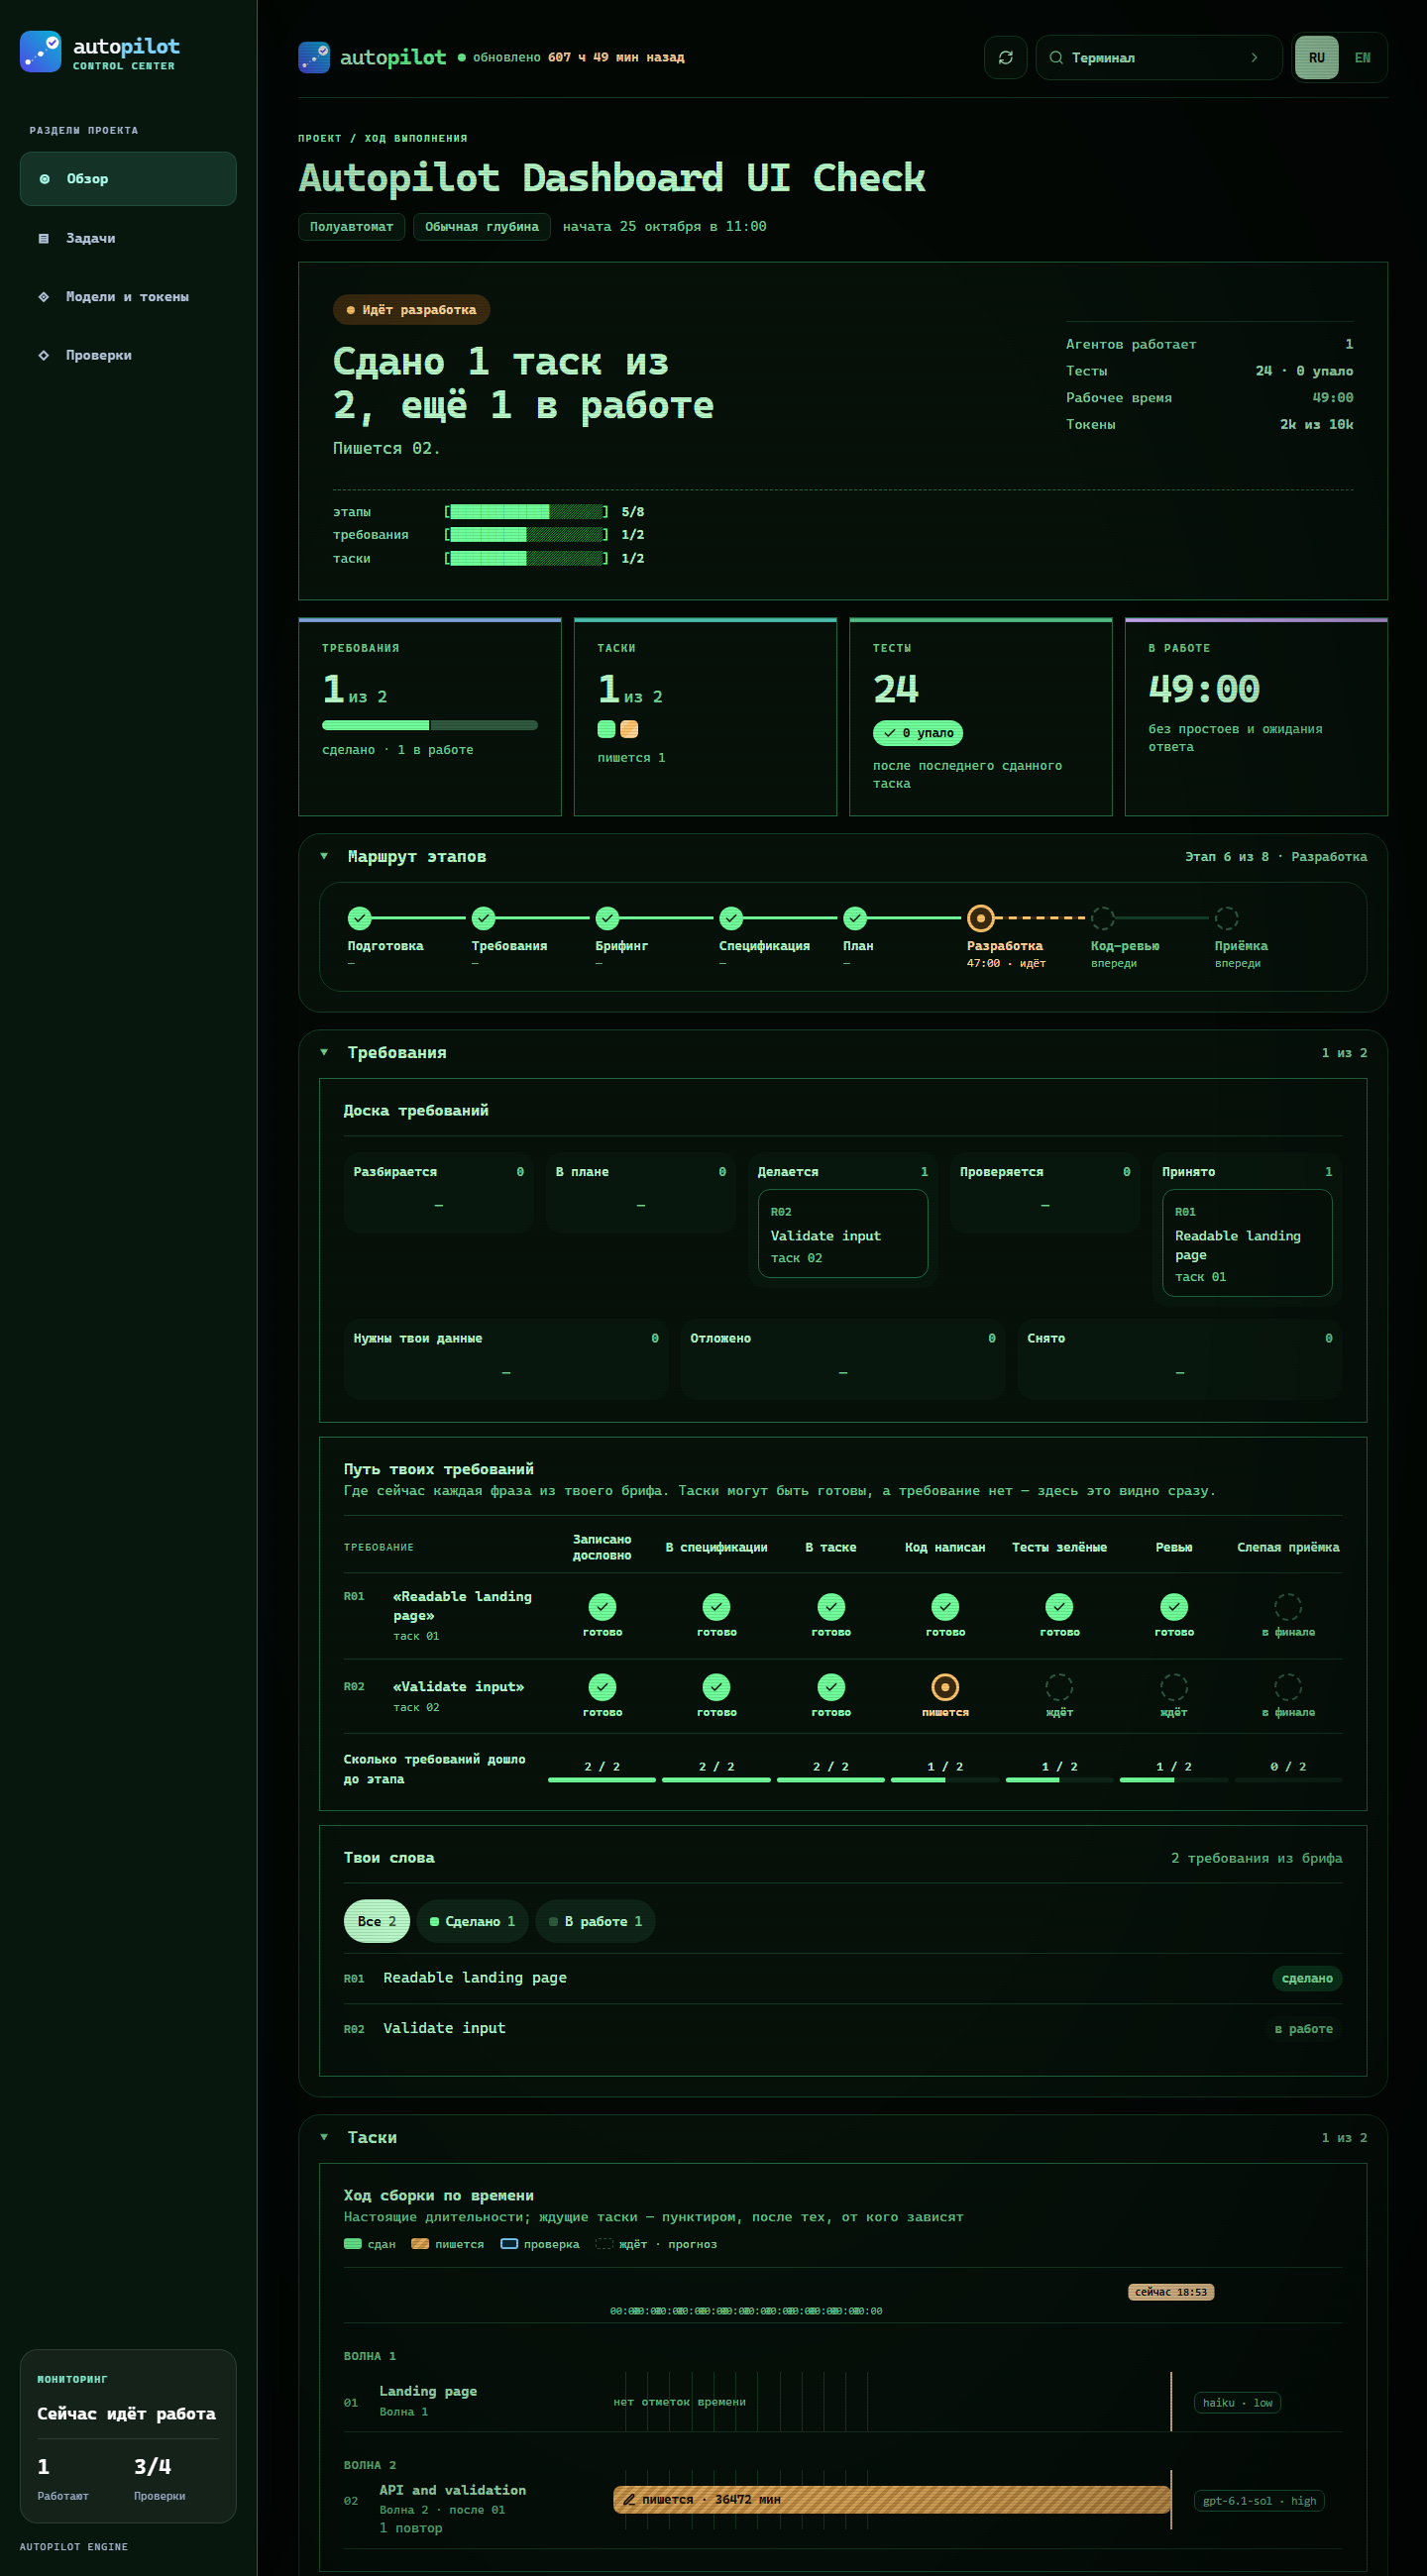 autopilot
CONTROL CENTER
РАЗДЕЛЫ ПРОЕКТА
Обзор
Задачи
Модели и токены
Проверки
МОНИТОРИНГ
Сейчас идёт работа
1
3/4
Работают
Проверки
AUTOPILOT ENGINE
autopilot
обновлено 607 ч 49 мин назад
Терминал
RU
EN
ПРОЕКТ / ХОД ВЫПОЛНЕНИЯ
Autopilot Dashboard UI Check
Полуавтомат
Обычная глубина
начата 25 октября в 11:00
Идёт разработка
Сдано 1 таск из
2, ещё 1 в работе
Пишется 02.
Агентов работает 1
Тесты 24 · 0 упало
Рабочее время 49:00
Токены 2k из 10k
этапы [ ] 5/8
требования [ ] 1/2
таски [ ] 1/2
ТРЕБОВАНИЯ
1 из 2
сделано · 1 в работе
ТАСКИ
1 из 2
пишется 1
ТЕСТЫ
24
0 упало
после последнего сданного
таска
В РАБОТЕ
49:00
без простоев и ожидания
ответа
Маршрут этапов
Этап 6 из 8 · Разработка
Подготовка
—
Требования
—
Брифинг
—
Спецификация
—
План
—
Разработка
47:00 · идёт
Код-ревью
впереди
Приёмка
впереди
Требования
1 из 2
Доска требований
Разбирается 0
—
В плане 0
—
Делается 1
R02
Validate input
таск 02
Проверяется 0
—
Принято 1
R01
Readable landing
page
таск 01
Нужны твои данные 0
—
Отложено 0
—
Снято 0
—
Путь твоих требований
Где сейчас каждая фраза из твоего брифа. Таски могут быть готовы, а требование нет — здесь это видно сразу.
ТРЕБОВАНИЕ
Записано
дословно
В спецификации
В таске
Код написан
Тесты зелёные
Ревью
Слепая приёмка
R01
«Readable landing
page»
таск 01
готово
готово
готово
готово
готово
готово
в финале
R02
«Validate input»
таск 02
готово
готово
готово
пишется
ждёт
ждёт
в финале
Сколько требований дошло
до этапа
2 / 2
2 / 2
2 / 2
1 / 2
1 / 2
1 / 2
0 / 2
Твои слова
2 требования из брифа
Все 2
Сделано 1
В работе 1
R01 Readable landing page
сделано
R02 Validate input
в работе
Таски
1 из 2
Ход сборки по времени
Настоящие длительности; ждущие таски — пунктиром, после тех, от кого зависят
сдан
пишется
проверка
ждёт · прогноз
сейчас 18:53
ВОЛНА 1
01
Landing page
Волна 1
нет отметок времени
haiku · low
ВОЛНА 2
02
API and validation
Волна 2 · после 01
1 повтор
пишется · 36472 мин
gpt-6.1-sol · high